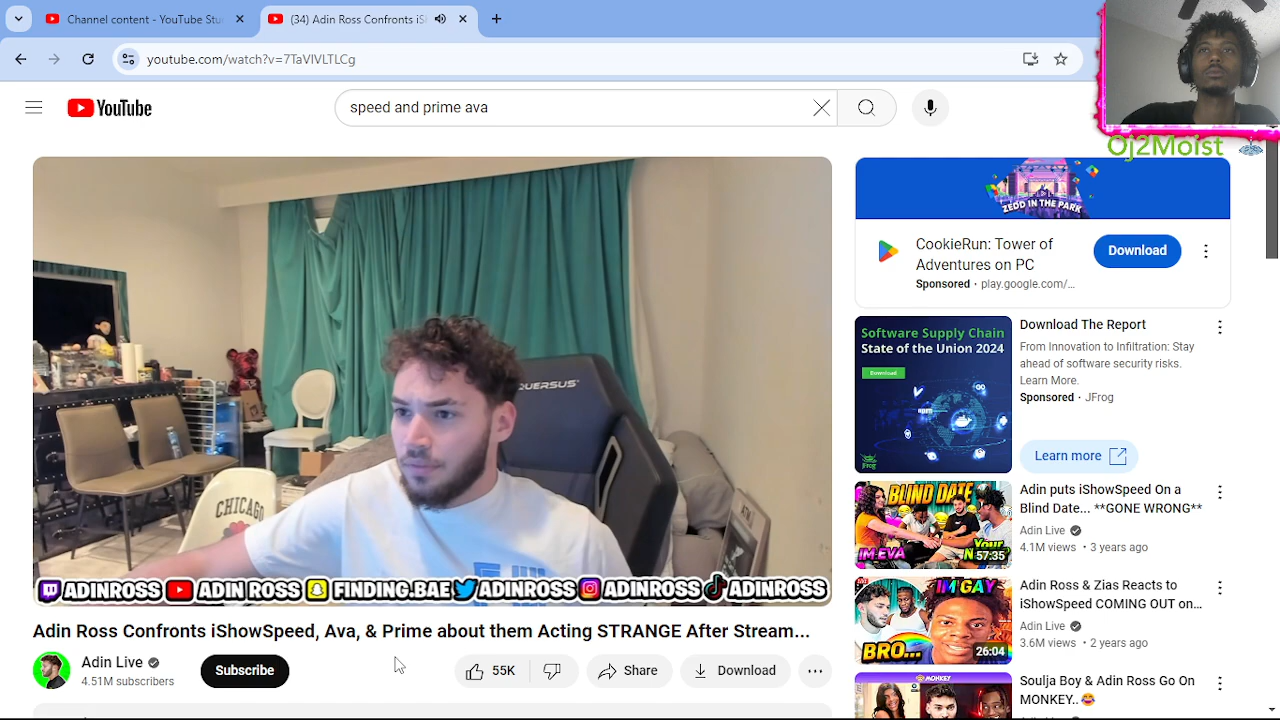 Channel content - YouTube Stu
(34) Adin Ross Confronts iSh
youtube.com/watch?v=7TaVIVLTLCg
YouTube
speed and prime ava
Oj2Moist
QUERSUS
CHICAGO
ADINROSS ADIN ROSS FINDING.BAE ADINROSS ADINROSS ADINROSS
Adin Ross Confronts iShowSpeed, Ava, & Prime about them Acting STRANGE After Stream...
Adin Live
4.51M subscribers
Subscribe
55K
Share
Download
ZEDD IN THE PARK
CookieRun: Tower of
Adventures on PC
Sponsored · play.google.com/...
Download
Software Supply Chain
State of the Union 2024
Download
JFrog
Download The Report
From Innovation to Infiltration: Stay
ahead of software security risks.
Learn More.
Sponsored · JFrog
Learn more
BLIND DATE
I'M EVA
57:35
Adin puts iShowSpeed On a
Blind Date... **GONE WRONG**
Adin Live
4.1M views • 3 years ago
I'M GAY
BRO...
26:04
Adin Ross & Zias Reacts to
iShowSpeed COMING OUT on...
Adin Live
3.6M views • 2 years ago
MONKEY
Soulja Boy & Adin Ross Go On
MONKEY..😂